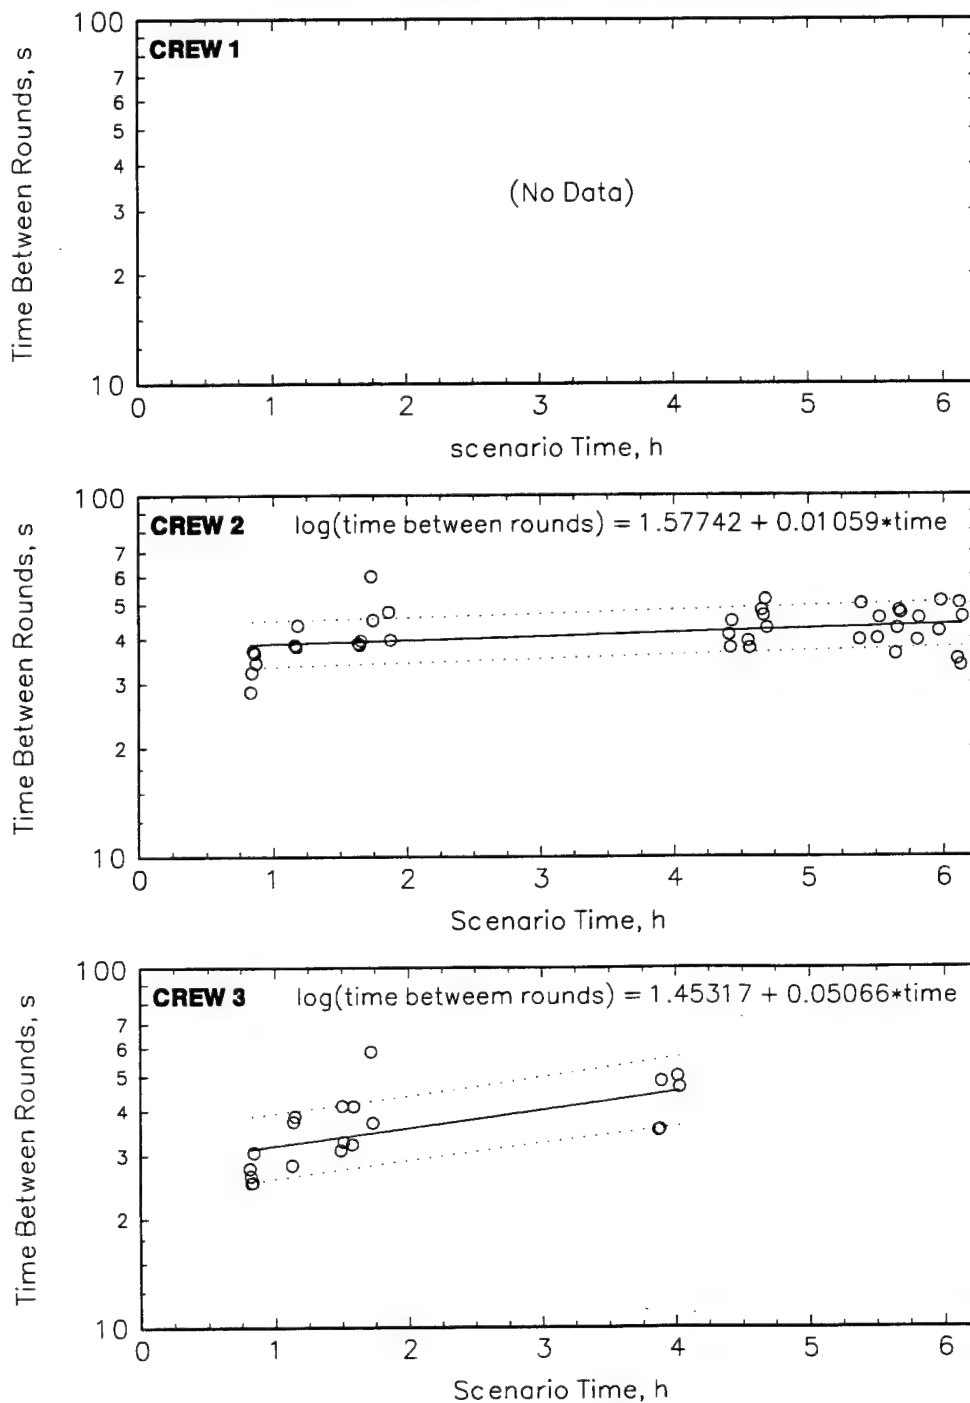 Time Between Rounds, s
100
CREW 1
7
6
5
4
3
2
10
(No Data)
0 1 2 3 4 5 6
scenario Time, h
Time Between Rounds, s
100
CREW 2 log(time between rounds) = 1.57742 + 0.01059*time
7
6
5
4
3
2
10
0 1 2 3 4 5 6
Scenario Time, h
Time Between Rounds, s
100
CREW 3 log(time betweem rounds) = 1.45317 + 0.05066*time
7
6
5
4
3
2
10
0 1 2 3 4 5 6
Scenario Time, h